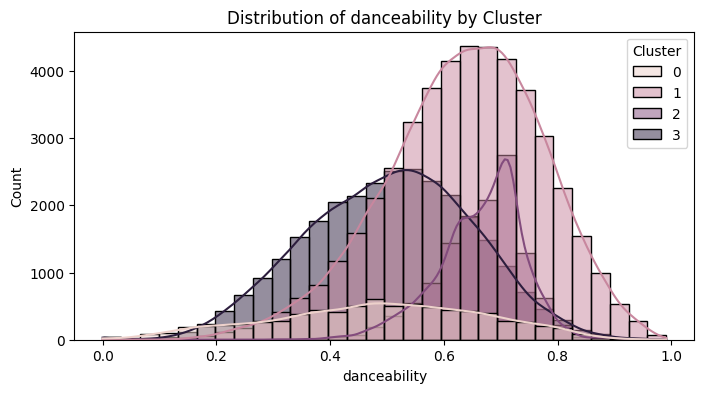 Distribution of danceability by Cluster
Cluster
0
1
2
3
Count
4000
3000
2000
1000
0
0.0 0.2 0.4 0.6 0.8 1.0
danceability